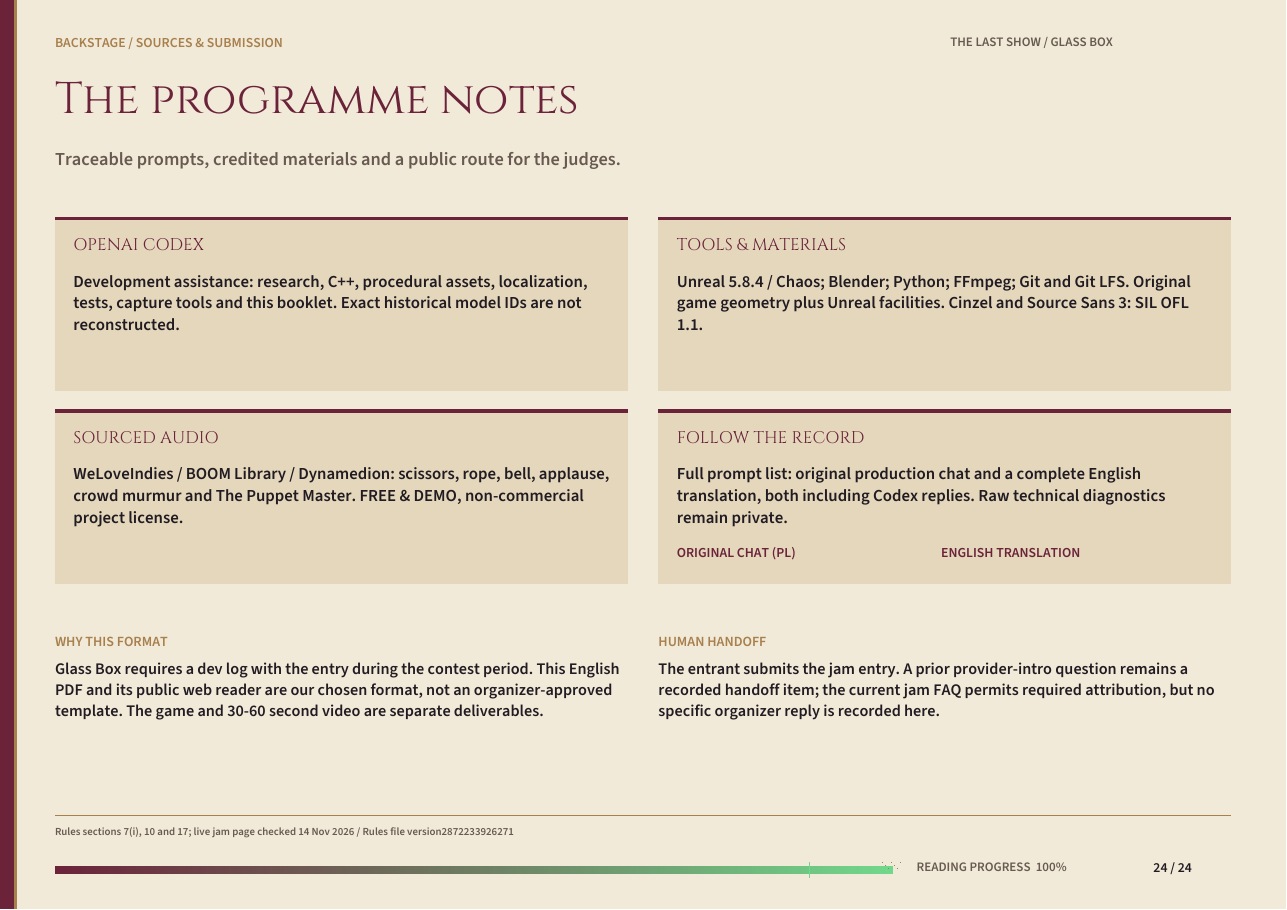 BACKSTAGE / SOURCES & SUBMISSION
THE LAST SHOW / GLASS BOX
THE PROGRAMME NOTES
Traceable prompts, credited materials and a public route for the judges.
OPENAI CODEX
Development assistance: research, C++, procedural assets, localization,
tests, capture tools and this booklet. Exact historical model IDs are not
reconstructed.
TOOLS & MATERIALS
Unreal 5.8.4 / Chaos; Blender; Python; FFmpeg; Git and Git LFS. Original
game geometry plus Unreal facilities. Cinzel and Source Sans 3: SIL OFL
1.1.
SOURCED AUDIO
WeLoveIndies / BOOM Library / Dynamedion: scissors, rope, bell, applause,
crowd murmur and The Puppet Master. FREE & DEMO, non-commercial
project license.
FOLLOW THE RECORD
Full prompt list: original production chat and a complete English
translation, both including Codex replies. Raw technical diagnostics
remain private.
ORIGINAL CHAT (PL)
ENGLISH TRANSLATION
WHY THIS FORMAT
Glass Box requires a dev log with the entry during the contest period. This English
PDF and its public web reader are our chosen format, not an organizer-approved
template. The game and 30-60 second video are separate deliverables.
HUMAN HANDOFF
The entrant submits the jam entry. A prior provider-intro question remains a
recorded handoff item; the current jam FAQ permits required attribution, but no
specific organizer reply is recorded here.
Rules sections 7(i), 10 and 17; live jam page checked 14 Nov 2026 / Rules file version2872233926271
READING PROGRESS 100%
24 / 24